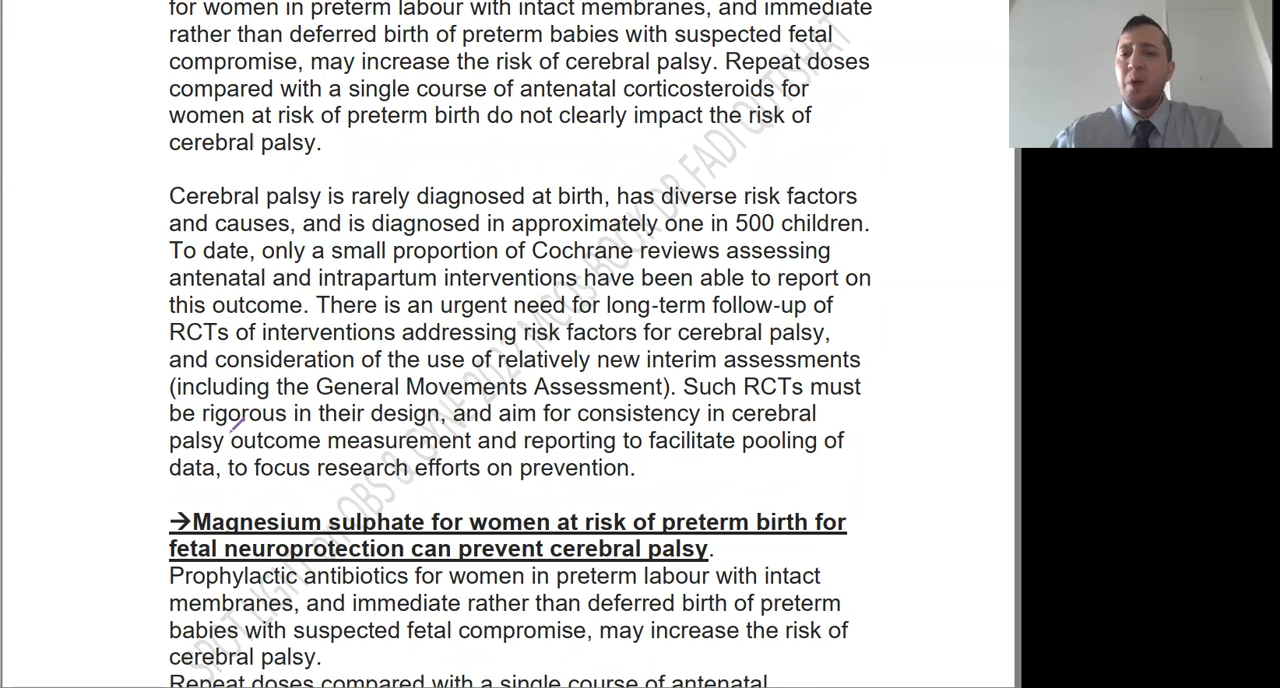 for women in preterm labour with intact membranes, and immediate
rather than deferred birth of preterm babies with suspected fetal
compromise, may increase the risk of cerebral palsy. Repeat doses
compared with a single course of antenatal corticosteroids for
women at risk of preterm birth do not clearly impact the risk of
cerebral palsy.
Cerebral palsy is rarely diagnosed at birth, has diverse risk factors
and causes, and is diagnosed in approximately one in 500 children.
To date, only a small proportion of Cochrane reviews assessing
antenatal and intrapartum interventions have been able to report on
this outcome. There is an urgent need for long-term follow-up of
RCTs of interventions addressing risk factors for cerebral palsy,
and consideration of the use of relatively new interim assessments
(including the General Movements Assessment). Such RCTs must
be rigorous in their design, and aim for consistency in cerebral
palsy outcome measurement and reporting to facilitate pooling of
data, to focus research efforts on prevention.
→Magnesium sulphate for women at risk of preterm birth for
fetal neuroprotection can prevent cerebral palsy.
Prophylactic antibiotics for women in preterm labour with intact
membranes, and immediate rather than deferred birth of preterm
babies with suspected fetal compromise, may increase the risk of
cerebral palsy.
Repeat doses compared with a single course of antenatal